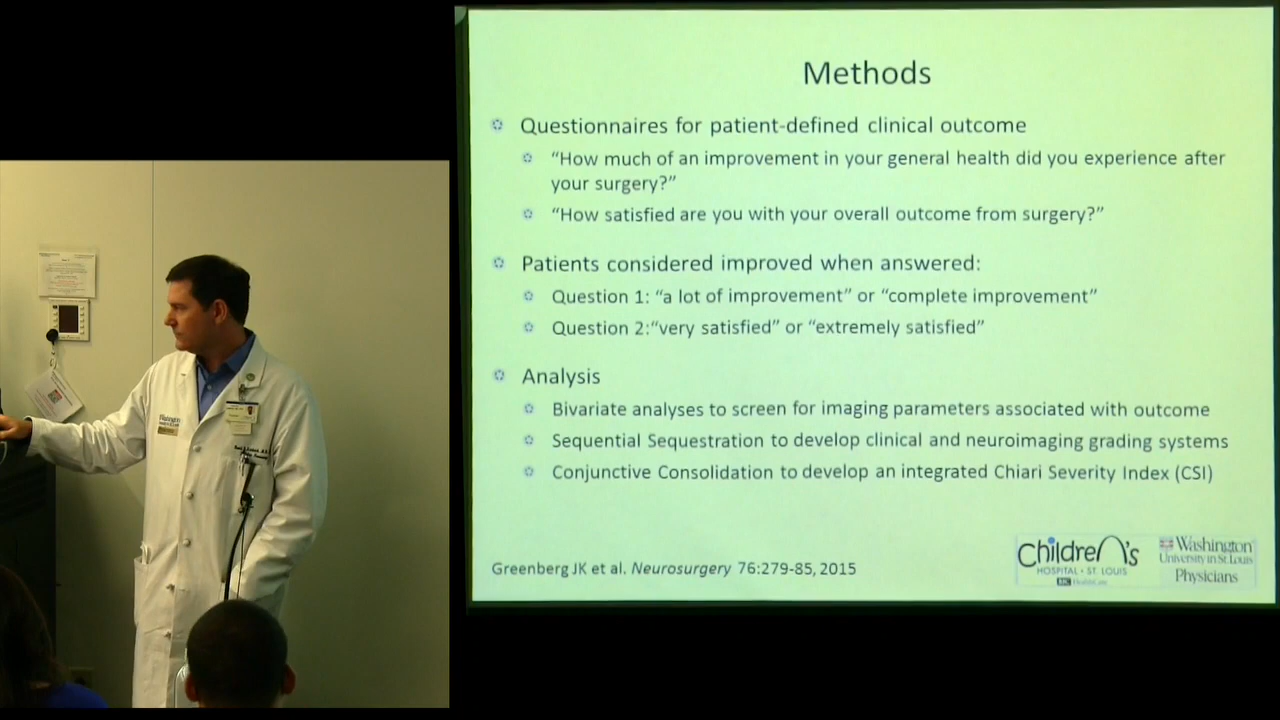 Methods
Questionnaires for patient-defined clinical outcome
“How much of an improvement in your general health did you experience after
your surgery?”
“How satisfied are you with your overall outcome from surgery?”
Patients considered improved when answered:
Question 1: “a lot of improvement” or “complete improvement”
Question 2:“very satisfied” or “extremely satisfied”
Analysis
Bivariate analyses to screen for imaging parameters associated with outcome
Sequential Sequestration to develop clinical and neuroimaging grading systems
Conjunctive Consolidation to develop an integrated Chiari Severity Index (CSI)
Greenberg JK et al. Neurosurgery 76:279-85, 2015
Children's
HOSPITAL • ST. LOUIS
BJC HealthCare
Washington
University in St. Louis
Physicians
Washington